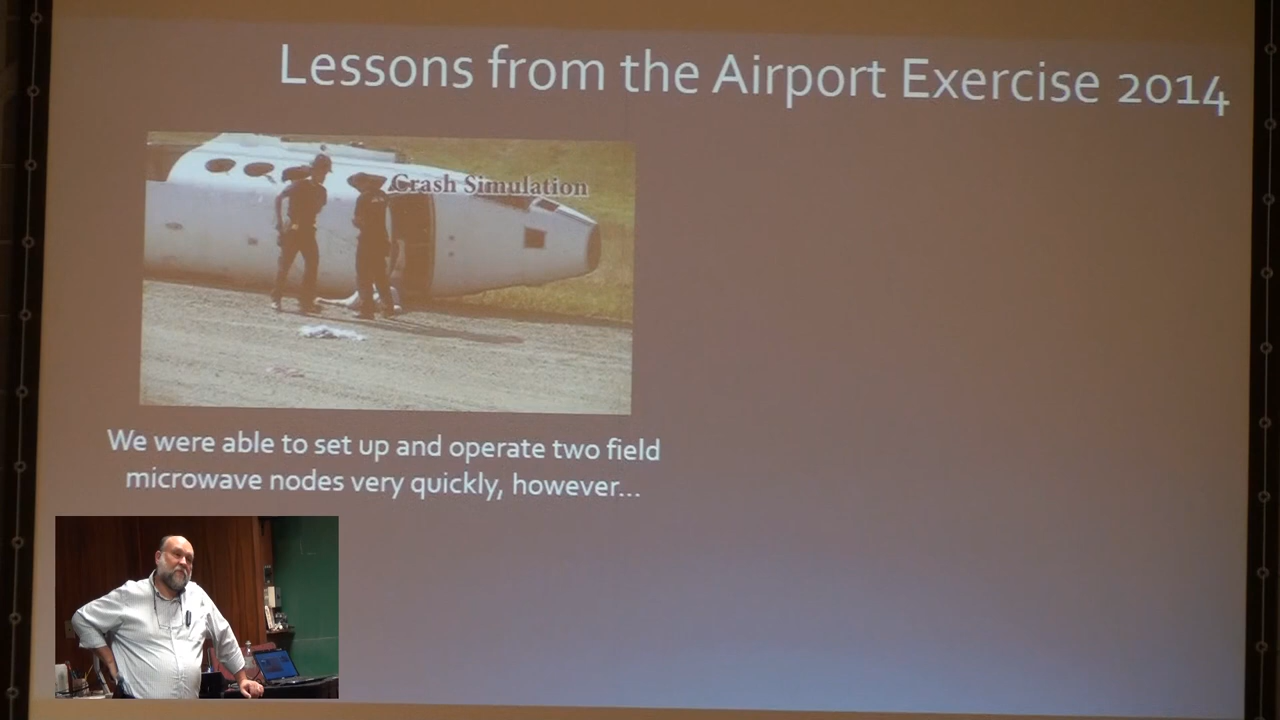 Lessons from the Airport Exercise 2014
Crash Simulation
We were able to set up and operate two field
microwave nodes very quickly, however...